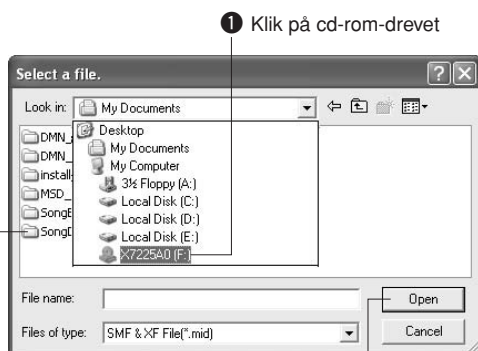 ❶ Klik på cd-rom-drevet
Select a file.
Look in: My Documents
Desktop
My Documents
My Computer
3½ Floppy (A:)
Local Disk (C:)
Local Disk (D:)
Local Disk (E:)
X7225A0 (F:)
DMN_
DMN_
install
MSD_
Song
Song
File name:
Open
Files of type: SMF & XF File(*.mid)
Cancel